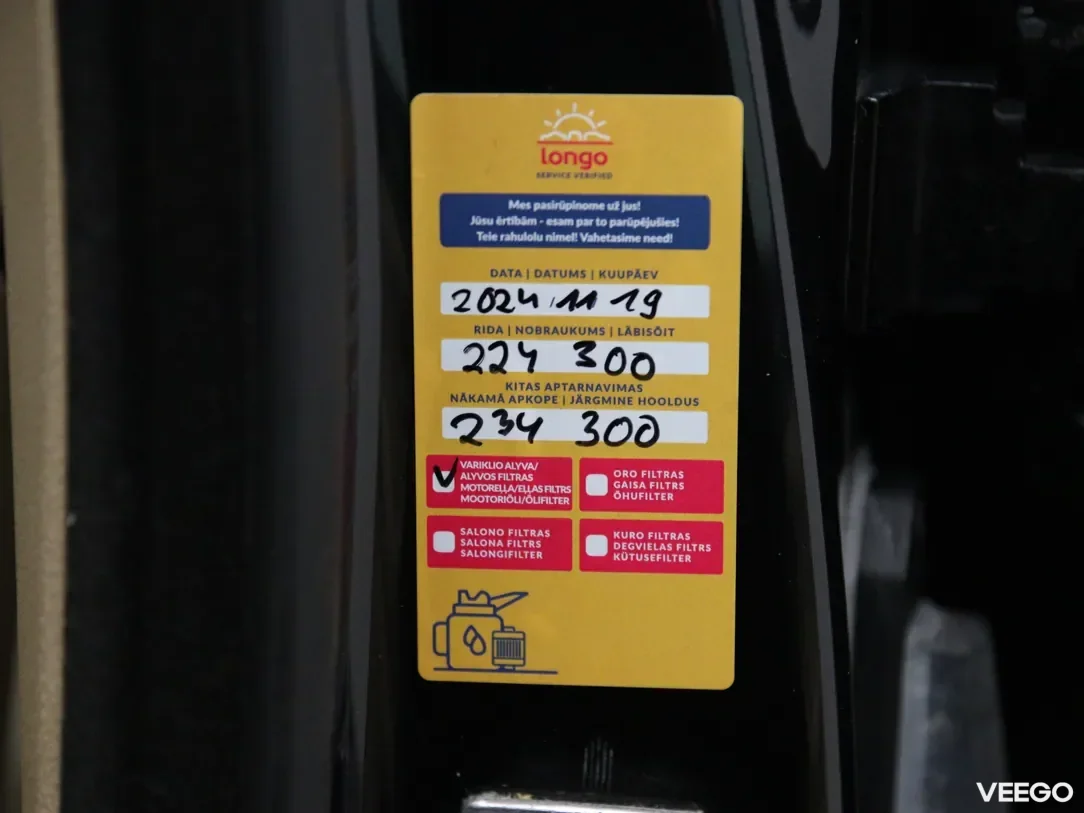 longo
SERVICE VERIFIED
Mes pasirūpinome už jus!
Jūsu ērtībām - esam par to parūpējušies!
Teie rahulolu nimel! Vahetasime need!
DATA | DATUMS | KUUPÄEV
2024.11 19
RIDA | NOBRAUKUMS | LÄBISÕIT
224 300
KITAS APTARNAVIMAS
NĀKAMĀ APKOPE | JÄRGMINE HOOLDUS
234 300
VARIKLIO ALYVA/
ALYVOS FILTRAS
MOTOREĻĻA/EĻĻAS FILTRS
MOOTORIÕLI/ÕLIFILTER
ORO FILTRAS
GAISA FILTRS
ÕHUFILTER
SALONO FILTRAS
SALONA FILTRS
SALONGIFILTER
KURO FILTRAS
DEGVIELAS FILTRS
KÜTUSEFILTER
VEEGO